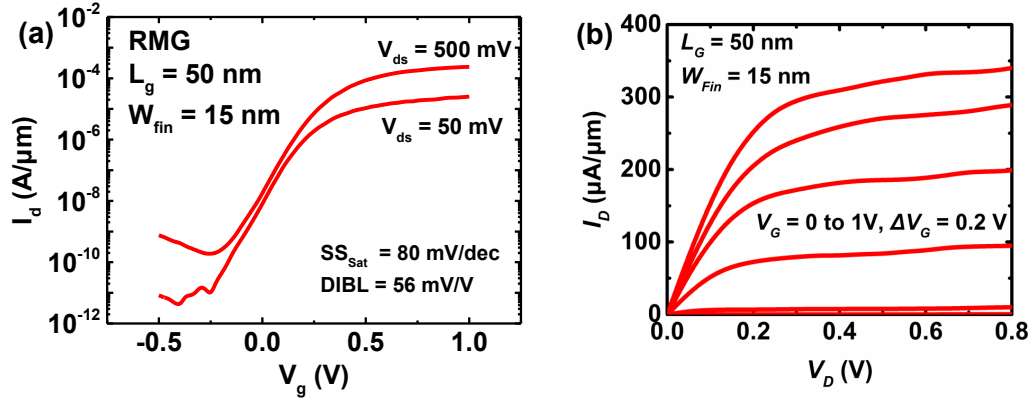 (a)
RMG
L_g = 50 nm
W_fin = 15 nm
V_ds = 500 mV
V_ds = 50 mV
SS_Sat = 80 mV/dec
DIBL = 56 mV/V
10^-2
10^-4
10^-6
10^-8
10^-10
10^-12
I_d (A/μm)
-0.5
0.0
0.5
1.0
V_g (V)
(b)
L_G = 50 nm
W_Fin = 15 nm
V_G = 0 to 1V, ΔV_G = 0.2 V
400
300
200
100
0
I_D (μA/μm)
0.0
0.2
0.4
0.6
0.8
V_D (V)